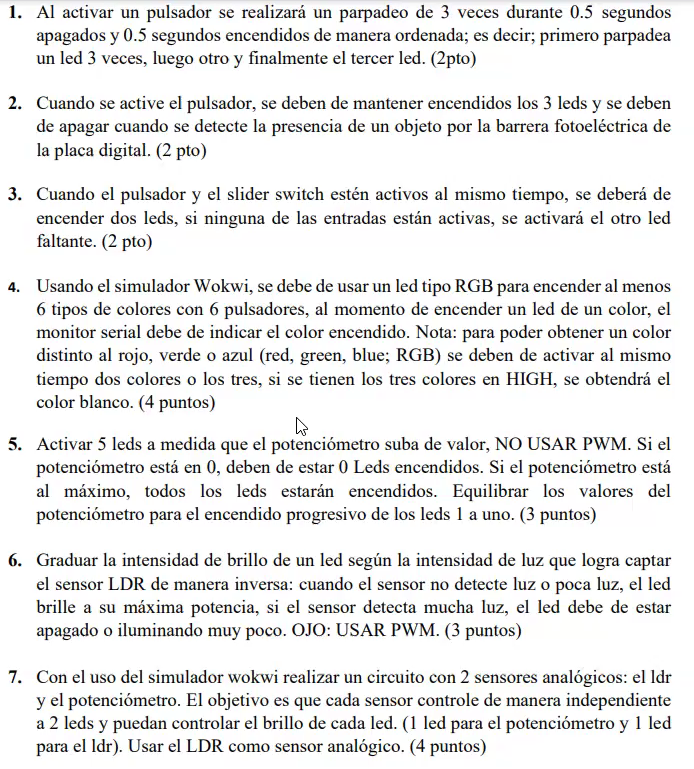 1. Al activar un pulsador se realizará un parpadeo de 3 veces durante 0.5 segundos
apagados y 0.5 segundos encendidos de manera ordenada; es decir; primero parpadea
un led 3 veces, luego otro y finalmente el tercer led. (2pto)
2. Cuando se active el pulsador, se deben de mantener encendidos los 3 leds y se deben
de apagar cuando se detecte la presencia de un objeto por la barrera fotoeléctrica de
la placa digital. (2 pto)
3. Cuando el pulsador y el slider switch estén activos al mismo tiempo, se deberá de
encender dos leds, si ninguna de las entradas están activas, se activará el otro led
faltante. (2 pto)
4. Usando el simulador Wokwi, se debe de usar un led tipo RGB para encender al menos
6 tipos de colores con 6 pulsadores, al momento de encender un led de un color, el
monitor serial debe de indicar el color encendido. Nota: para poder obtener un color
distinto al rojo, verde o azul (red, green, blue; RGB) se deben de activar al mismo
tiempo dos colores o los tres, si se tienen los tres colores en HIGH, se obtendrá el
color blanco. (4 puntos)
5. Activar 5 leds a medida que el potenciómetro suba de valor, NO USAR PWM. Si el
potenciómetro está en 0, deben de estar 0 Leds encendidos. Si el potenciómetro está
al máximo, todos los leds estarán encendidos. Equilibrar los valores del
potenciómetro para el encendido progresivo de los leds 1 a uno. (3 puntos)
6. Graduar la intensidad de brillo de un led según la intensidad de luz que logra captar
el sensor LDR de manera inversa: cuando el sensor no detecte luz o poca luz, el led
brille a su máxima potencia, si el sensor detecta mucha luz, el led debe de estar
apagado o iluminando muy poco. OJO: USAR PWM. (3 puntos)
7. Con el uso del simulador wokwi realizar un circuito con 2 sensores analógicos: el ldr
y el potenciómetro. El objetivo es que cada sensor controle de manera independiente
a 2 leds y puedan controlar el brillo de cada led. (1 led para el potenciómetro y 1 led
para el ldr). Usar el LDR como sensor analógico. (4 puntos)